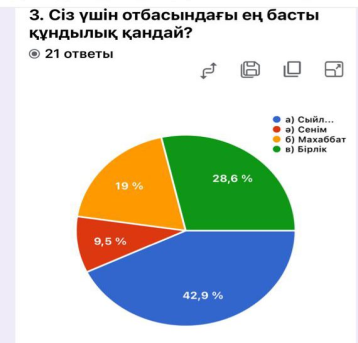 3. Сіз үшін отбасындағы ең басты
құндылық қандай?
21 ответы
а) Сыйл...
ә) Сенім
б) Махаббат
в) Бірлік
28,6 %
19 %
9,5 %
42,9 %